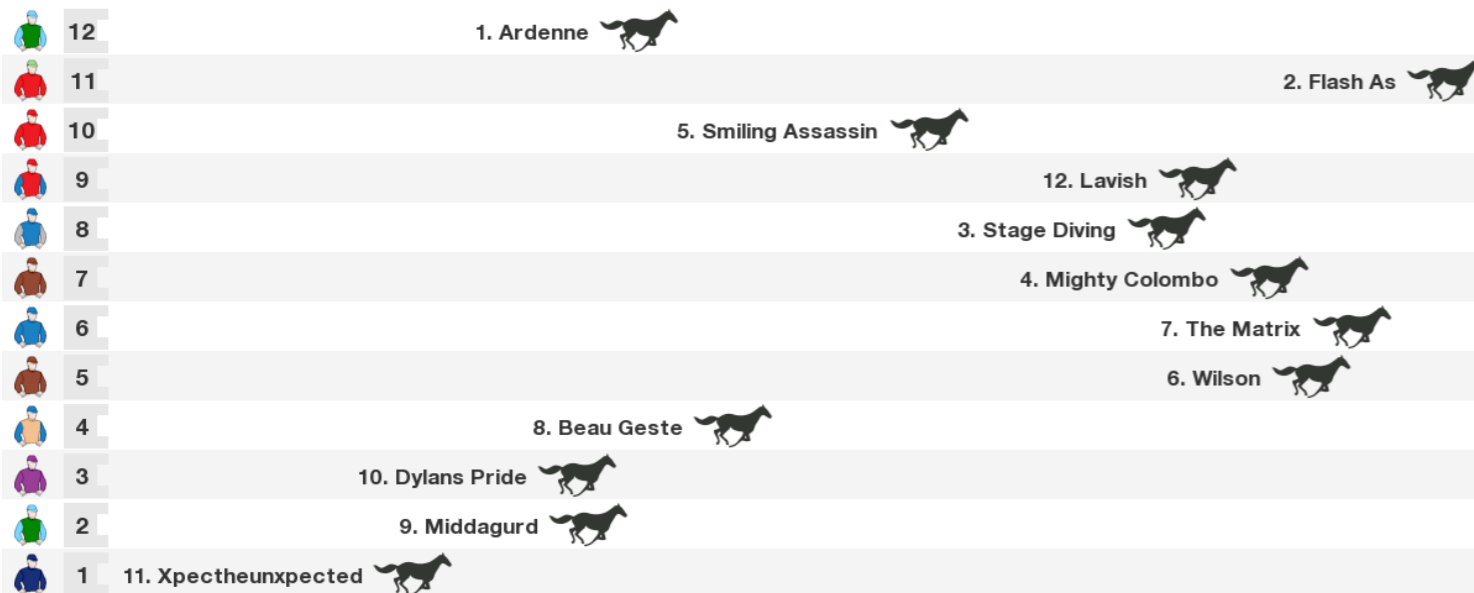 12 1. Ardenne
11 2. Flash As
10 5. Smiling Assassin
9 12. Lavish
8 3. Stage Diving
7 4. Mighty Colombo
6 7. The Matrix
5 6. Wilson
4 8. Beau Geste
3 10. Dylans Pride
2 9. Middagurd
1 11. Xpectheunxpected